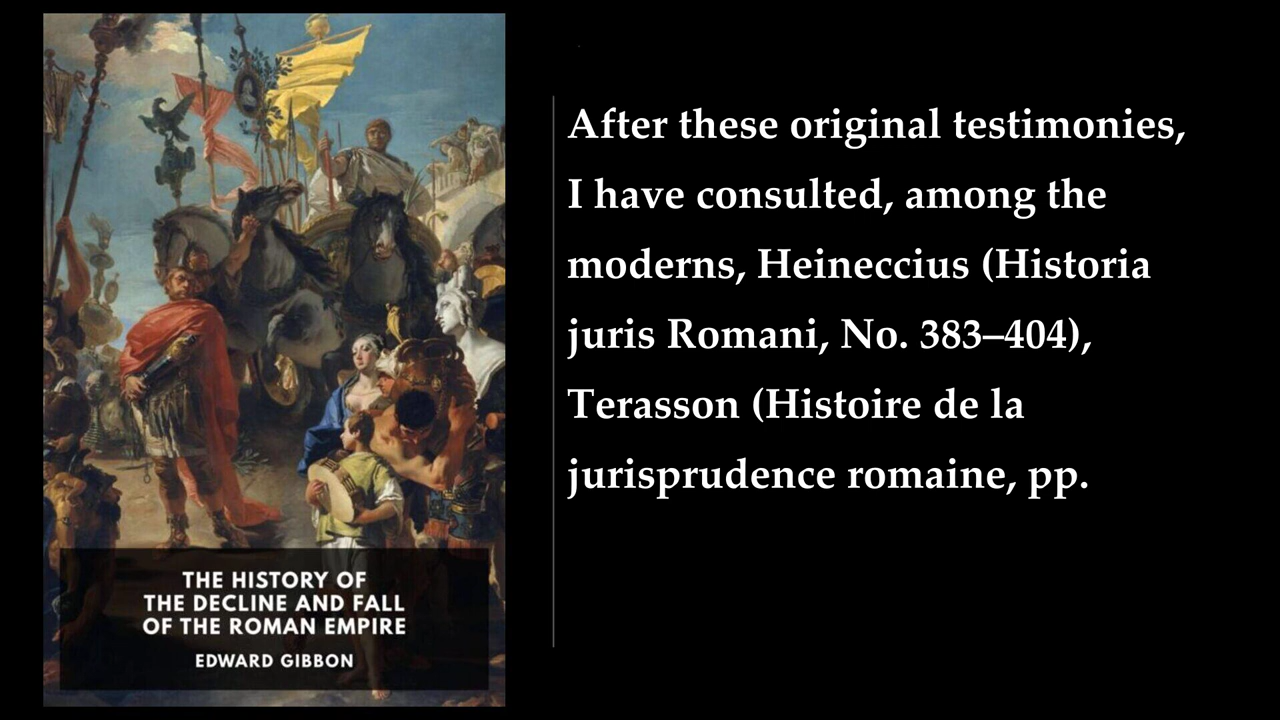 After these original testimonies,
I have consulted, among the
moderns, Heineccius (Historia
juris Romani, No. 383–404),
Terasson (Histoire de la
jurisprudence romaine, pp.
THE HISTORY OF
THE DECLINE AND FALL
OF THE ROMAN EMPIRE
EDWARD GIBBON